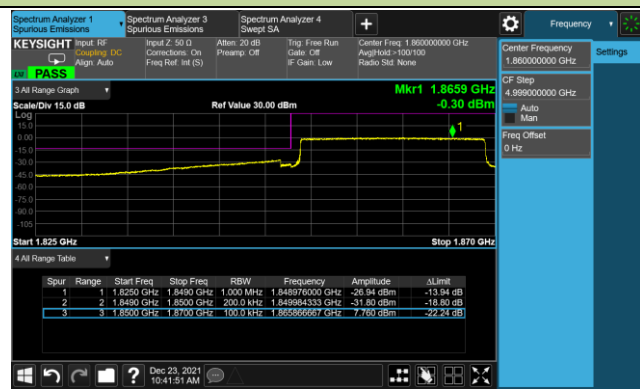 Spectrum Analyzer 1
Spurious Emissions
Spectrum Analyzer 3
Spurious Emissions
Spectrum Analyzer 4
Swept SA
Frequency
KEYSIGHT
Input: RF
Coupling: DC
Align: Auto
Input Z: 50 Ω
Corrections: On
Freq Ref: Int (S)
Atten: 20 dB
Preamp: Off
Trig: Free Run
Gate: Off
IF Gain: Low
Center Freq: 1.860000000 GHz
Avg|Hold:>100/100
Radio Std: None
PASS
Center Frequency
1.860000000 GHz
Settings
CF Step
4.999000000 GHz
Auto
Man
Freq Offset
0 Hz
3 All Range Graph
Mkr1 1.8659 GHz
Scale/Div 15.0 dB
Ref Value 30.00 dBm
-0.30 dBm
Log
15.0
0.00
-15.0
-30.0
-45.0
-60.0
-75.0
-90.0
-105
1
Start 1.825 GHz
Stop 1.870 GHz
4 All Range Table
Spur Range Start Freq Stop Freq RBW Frequency Amplitude ΔLimit
1 1 1.8250 GHz 1.8490 GHz 1.000 MHz 1.848976000 GHz -26.94 dBm -13.94 dB
2 2 1.8490 GHz 1.8500 GHz 200.0 kHz 1.849984333 GHz -31.80 dBm -18.80 dB
3 3 1.8500 GHz 1.8700 GHz 100.0 kHz 1.865866667 GHz 7.760 dBm -22.24 dB
Dec 23, 2021
10:41:51 AM